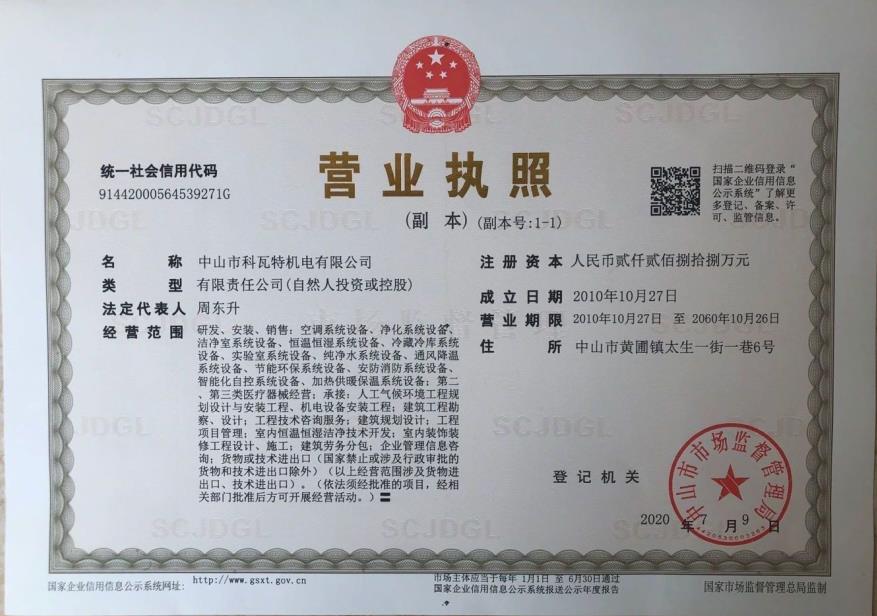 统一社会信用代码
91442000564539271G
营业执照
(副 本) (副本号:1-1)
扫描二维码登录“
国家企业信用信息
公示系统”了解更
多登记、备案、许
可、监管信息。
名 称 中山市科瓦特机电有限公司
类 型 有限责任公司(自然人投资或控股)
法定代表人 周东升
经营范围 研发、安装、销售：空调系统设备、净化系统设备、
洁净室系统设备、恒温恒湿系统设备、冷藏冷库系统
设备、实验室系统设备、纯净水系统设备、通风降温
系统设备、节能环保系统设备、安防消防系统设备、
智能化自控系统设备、加热供暖保温系统设备；第二
、第三类医疗器械经营；承接：人工气候环境工程规
划设计与安装工程、机电设备安装工程；建筑工程勘
察、设计；工程技术咨询服务；建筑规划设计；工程
项目管理；室内恒温恒湿洁净技术开发；室内装饰装
修工程设计、施工；建筑劳务分包；企业管理信息咨
询；货物或技术进出口（国家禁止或涉及行政审批的
货物和技术进出口除外）（以上经营范围涉及货物进
出口、技术进出口）。（依法须经批准的项目，经相
关部门批准后方可开展经营活动。）
注册资本 人民币贰仟贰佰捌拾捌万元
成立日期 2010年10月27日
营业期限 2010年10月27日 至 2060年10月26日
住 所 中山市黄圃镇太生一街一巷6号
登记机关
中山市市场监督管理局
2020 年 7 月 9 日
国家企业信用信息公示系统网址: http://www.gsxt.gov.cn
市场主体应当于每年 1月1日 至 6月30日通过
国家企业信用信息公示系统报送公示年度报告
国家市场监督管理总局监制
SCJDGL